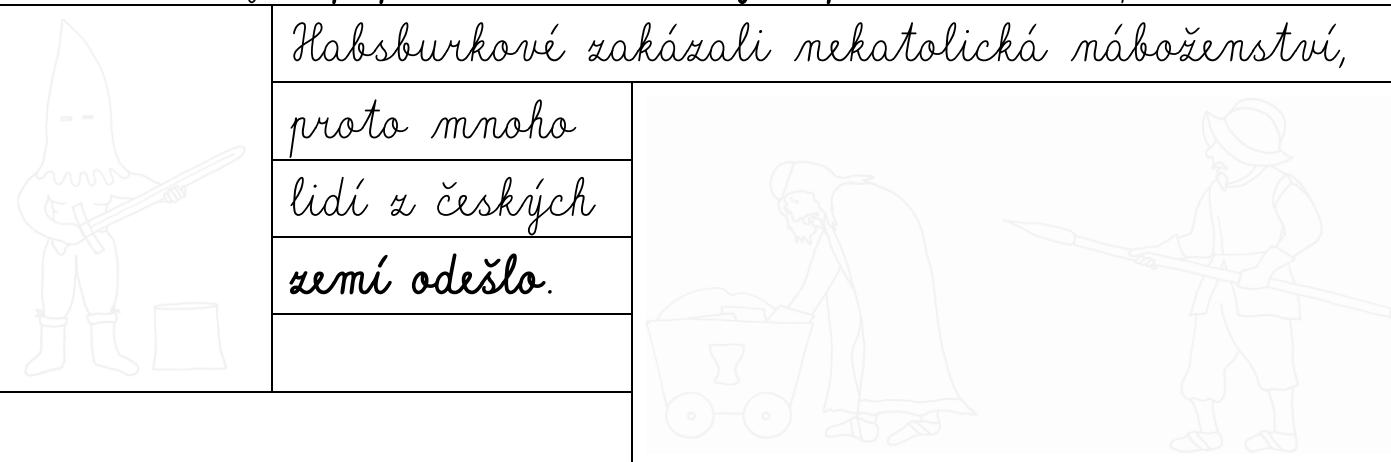 Habsburkové zakázali nekatolická náboženství,
proto mnoho
lidí z českých
zemí odešlo.